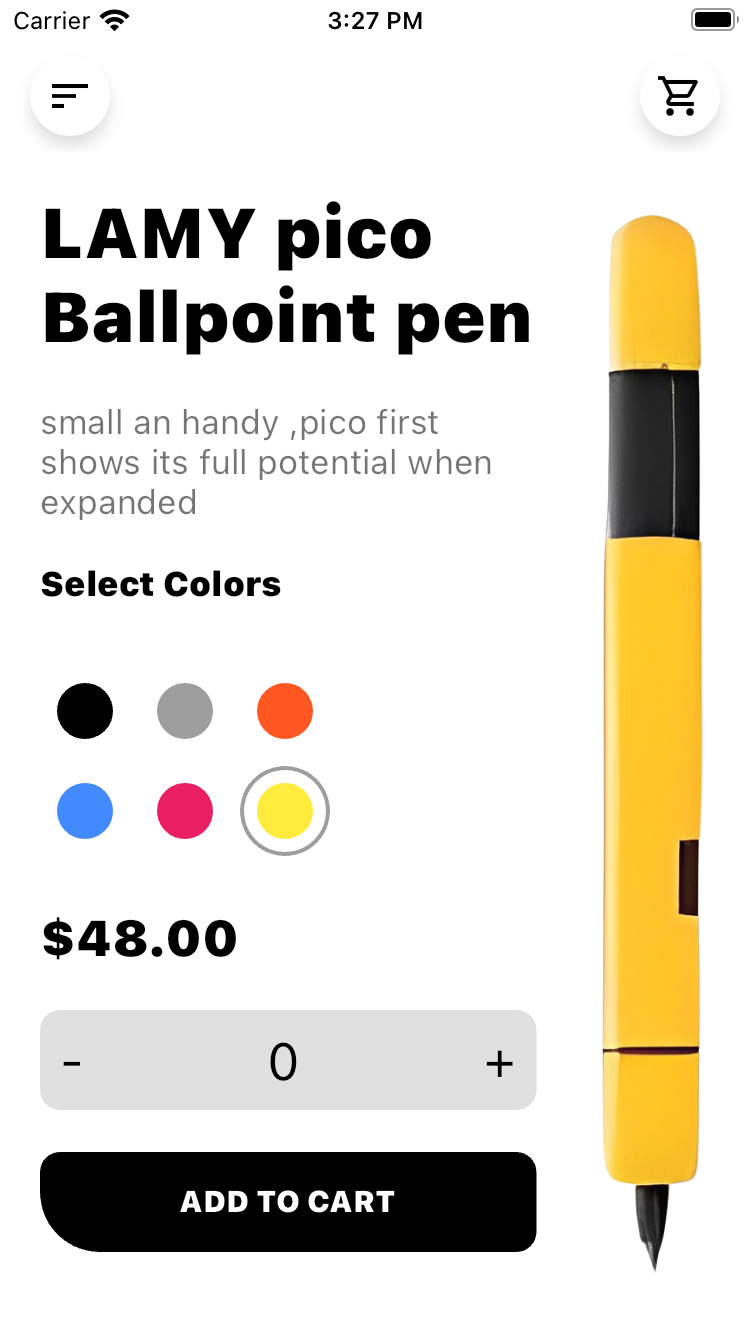 Carrier 3:27 PM
LAMY pico
Ballpoint pen
small an handy ,pico first
shows its full potential when
expanded
Select Colors
$48.00
- 0 +
ADD TO CART